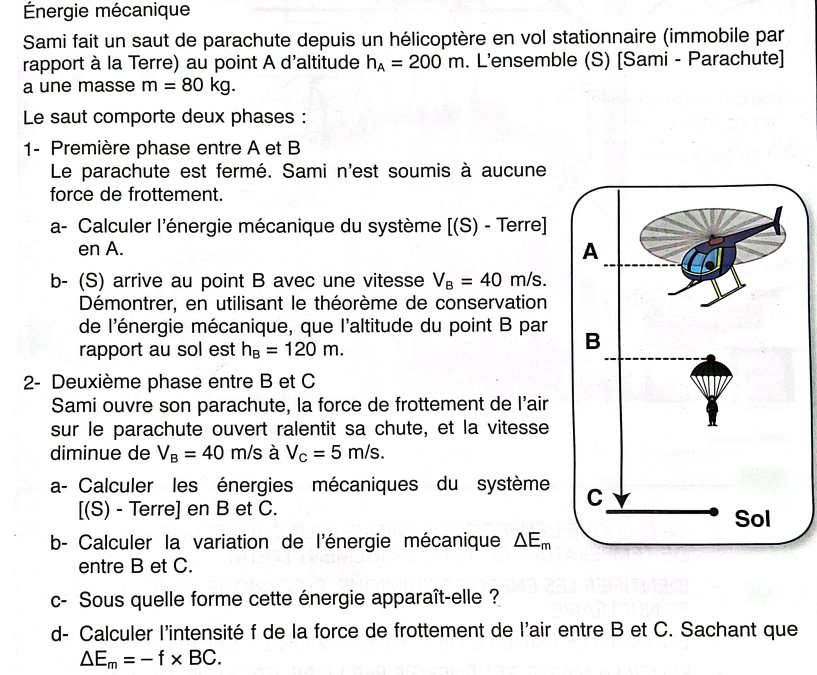 Énergie mécanique
Sami fait un saut de parachute depuis un hélicoptère en vol stationnaire (immobile par
rapport à la Terre) au point A d'altitude hA = 200 m. L'ensemble (S) [Sami - Parachute]
a une masse m = 80 kg.
Le saut comporte deux phases :
1- Première phase entre A et B
Le parachute est fermé. Sami n'est soumis à aucune
force de frottement.
a- Calculer l'énergie mécanique du système [(S) - Terre]
en A.
b- (S) arrive au point B avec une vitesse VB = 40 m/s.
Démontrer, en utilisant le théorème de conservation
de l'énergie mécanique, que l'altitude du point B par
rapport au sol est hB = 120 m.
2- Deuxième phase entre B et C
Sami ouvre son parachute, la force de frottement de l'air
sur le parachute ouvert ralentit sa chute, et la vitesse
diminue de VB = 40 m/s à VC = 5 m/s.
a- Calculer les énergies mécaniques du système
[(S) - Terre] en B et C.
b- Calculer la variation de l'énergie mécanique ΔEm
entre B et C.
c- Sous quelle forme cette énergie apparaît-elle ?
d- Calculer l'intensité f de la force de frottement de l'air entre B et C. Sachant que
ΔEm = – f × BC.
A
B
C
Sol